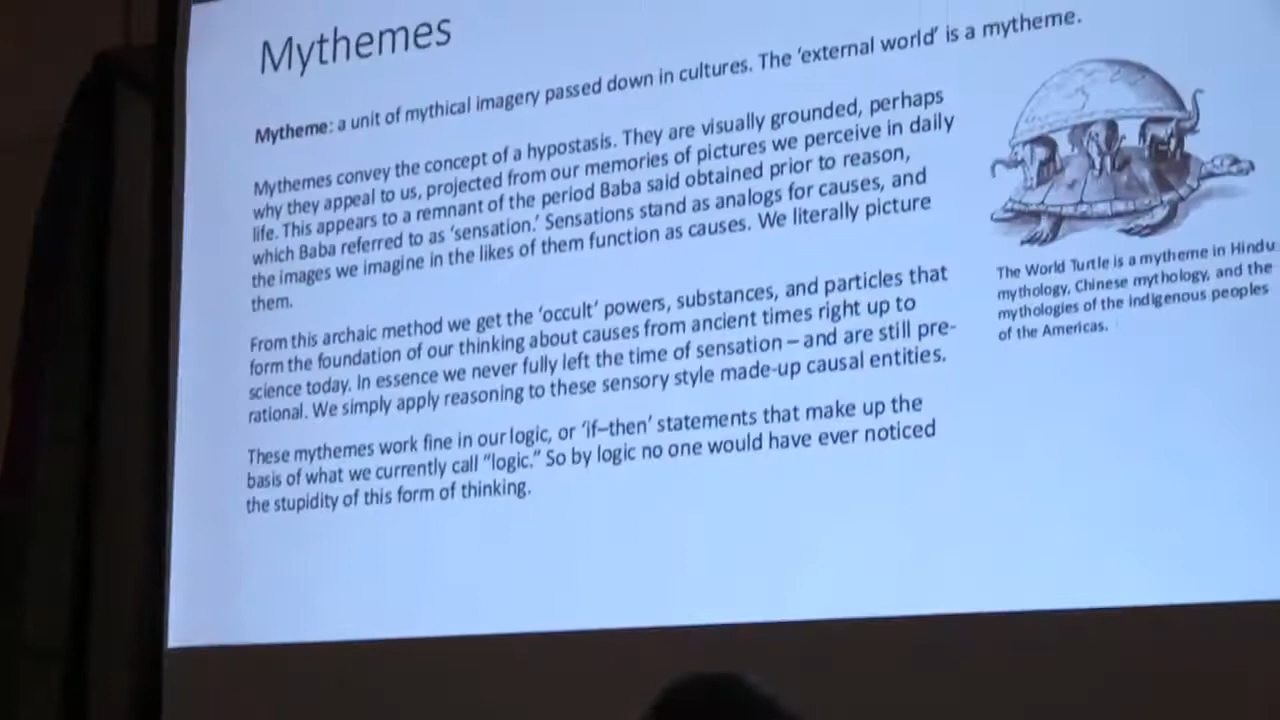 Mythemes
Mytheme: a unit of mythical imagery passed down in cultures. The 'external world' is a mytheme.
Mythemes convey the concept of a hypostasis. They are visually grounded, perhaps
why they appeal to us, projected from our memories of pictures we perceive in daily
life. This appears to a remnant of the period Baba said obtained prior to reason,
which Baba referred to as 'sensation.' Sensations stand as analogs for causes, and
the images we imagine in the likes of them function as causes. We literally picture
them.
From this archaic method we get the 'occult' powers, substances, and particles that
form the foundation of our thinking about causes from ancient times right up to
science today. In essence we never fully left the time of sensation – and are still pre-
rational. We simply apply reasoning to these sensory style made-up causal entities.
These mythemes work fine in our logic, or 'if–then' statements that make up the
basis of what we currently call "logic." So by logic no one would have ever noticed
the stupidity of this form of thinking.
The World Turtle is a mytheme in Hindu
mythology, Chinese mythology, and the
mythologies of the indigenous peoples
of the Americas.